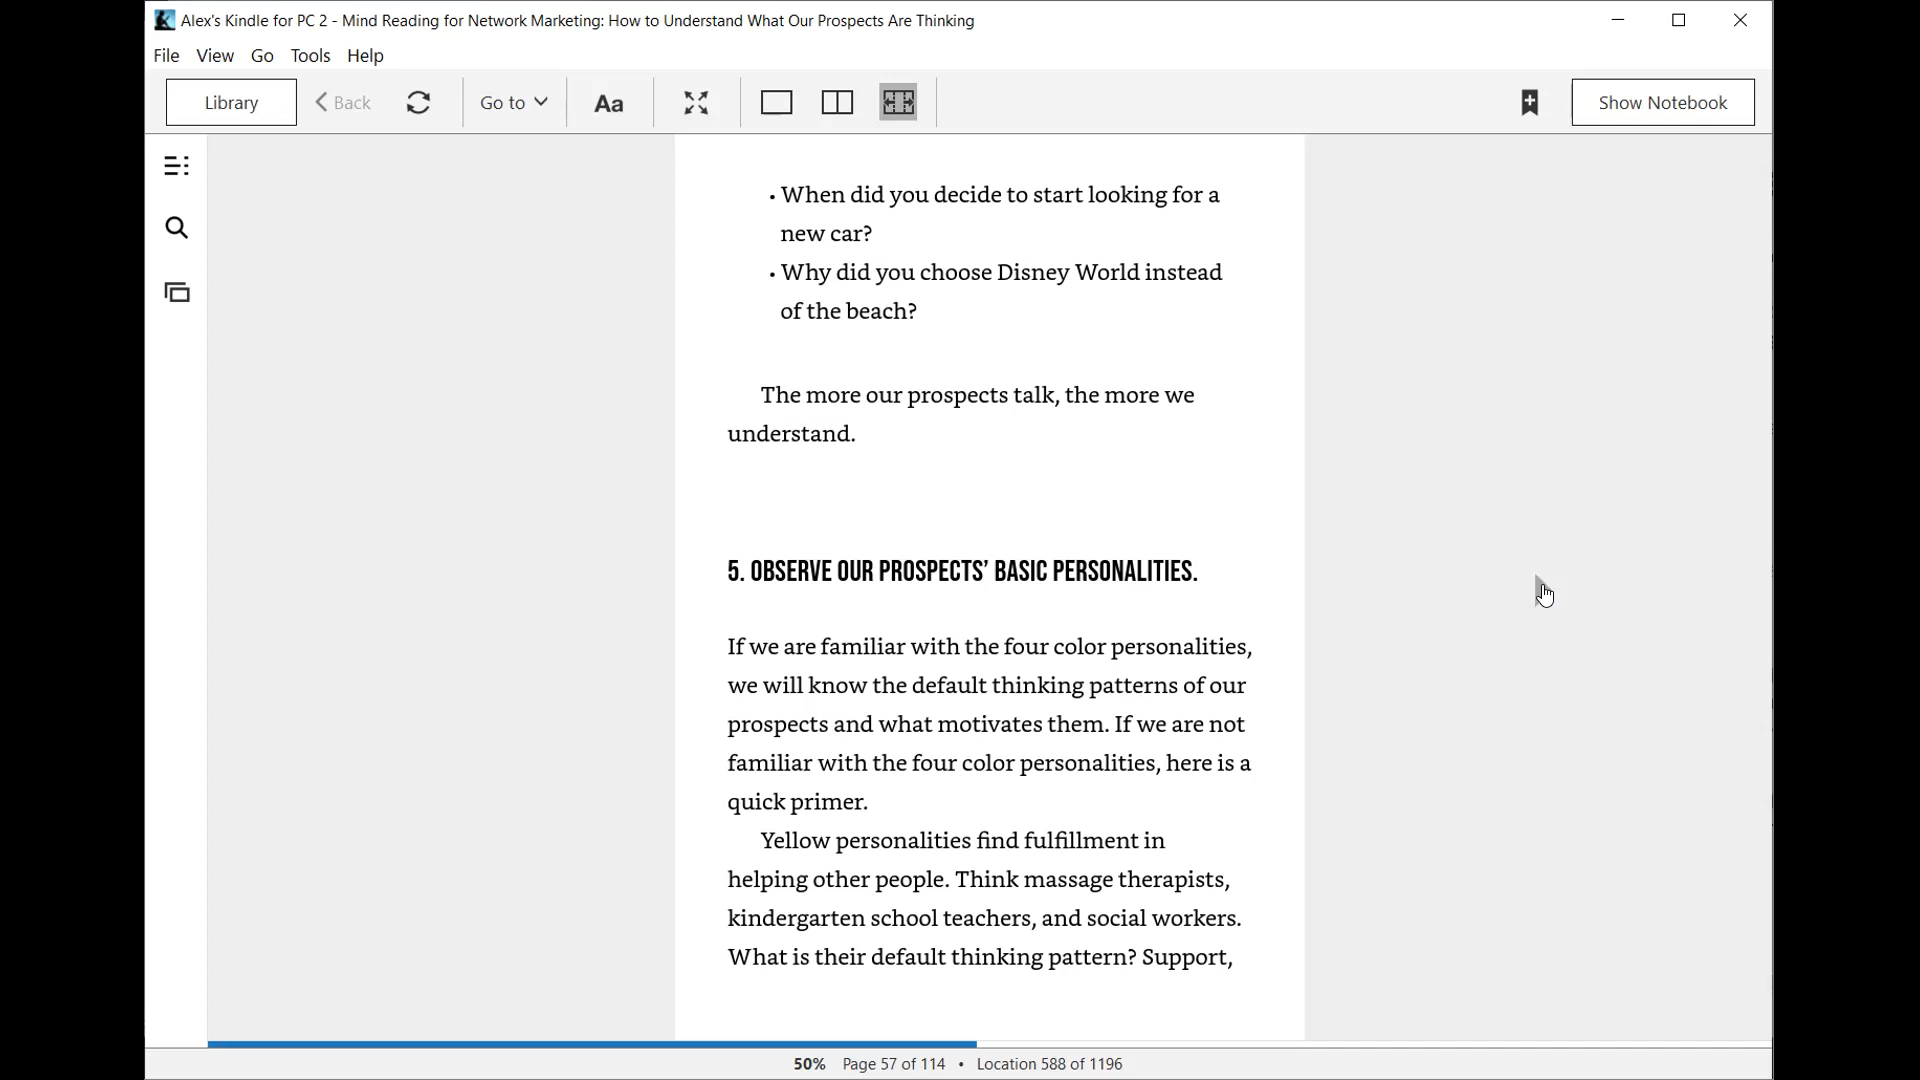 Alex's Kindle for PC 2 - Mind Reading for Network Marketing: How to Understand What Our Prospects Are Thinking
File View Go Tools Help
Library Back Go to Aa Show Notebook
• When did you decide to start looking for a
new car?
• Why did you choose Disney World instead
of the beach?
The more our prospects talk, the more we
understand.
5. OBSERVE OUR PROSPECTS’ BASIC PERSONALITIES.
If we are familiar with the four color personalities,
we will know the default thinking patterns of our
prospects and what motivates them. If we are not
familiar with the four color personalities, here is a
quick primer.
Yellow personalities find fulfillment in
helping other people. Think massage therapists,
kindergarten school teachers, and social workers.
What is their default thinking pattern? Support,
50% Page 57 of 114 • Location 588 of 1196